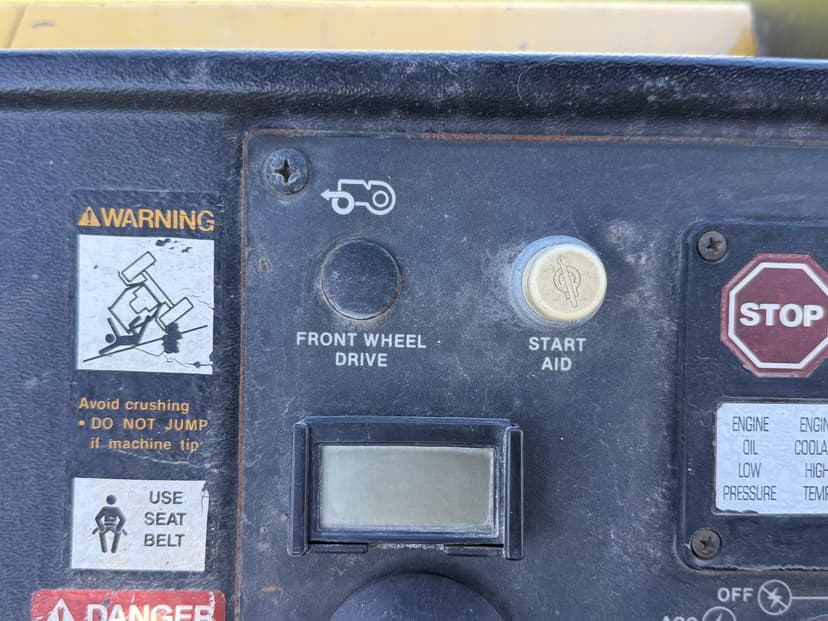 WARNING
Avoid crushing
• DO NOT JUMP
if machine tip
USE
SEAT
BELT
DANGER
FRONT WHEEL
DRIVE
START
AID
STOP
ENGINE
OIL
LOW
PRESSURE
ENGIN
COOLA
HIGH
TEMP
OFF